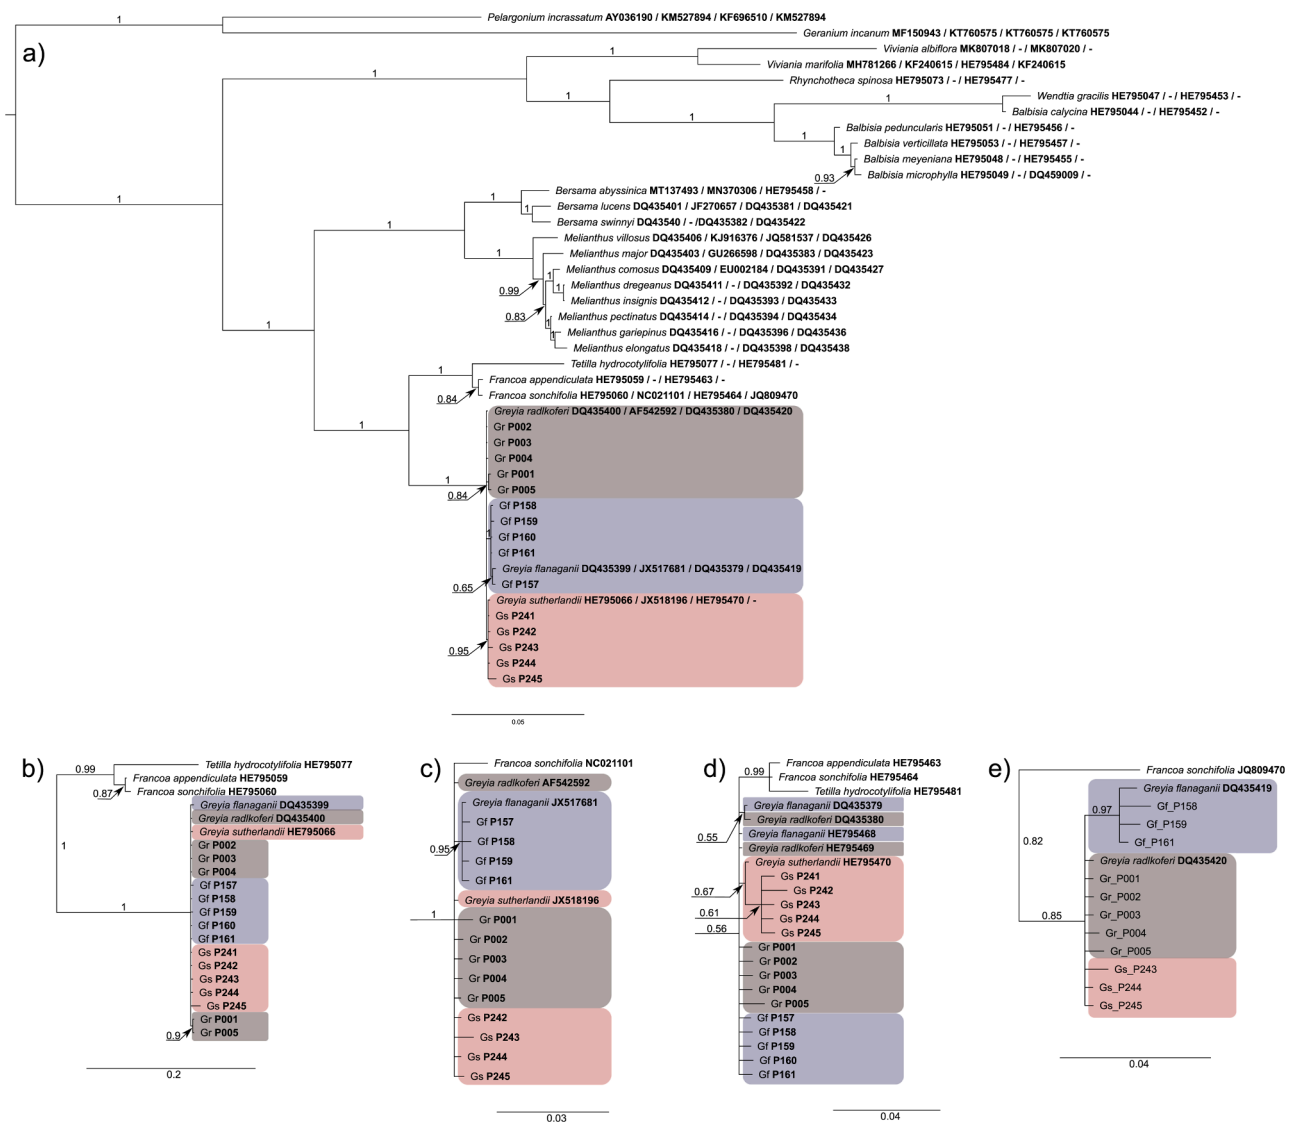 a)
Pelargonium incrassatum AY036190 / KM527894 / KF696510 / KM527894
Geranium incanum MF150943 / KT760575 / KT760575 / KT760575
Viviania albiflora MK807018 / - / MK807020 / -
Viviania marifolia MH781266 / KF240615 / HE795484 / KF240615
Rhynchotheca spinosa HE795073 / - / HE795477 / -
Wendtia gracilis HE795047 / - / HE795453 / -
Balbisia calycina HE795044 / - / HE795452 / -
Balbisia peduncularis HE795051 / - / HE795456 / -
Balbisia verticillata HE795053 / - / HE795457 / -
Balbisia meyeniana HE795048 / - / HE795455 / -
Balbisia microphylla HE795049 / - / DQ459009 / -
Bersama abyssinica MT137493 / MN370306 / HE795458 / -
Bersama lucens DQ435401 / JF270657 / DQ435381 / DQ435421
Bersama swinnyi DQ43540 / - /DQ435382 / DQ435422
Melianthus villosus DQ435406 / KJ916376 / JQ581537 / DQ435426
Melianthus major DQ435403 / GU266598 / DQ435383 / DQ435423
Melianthus comosus DQ435409 / EU002184 / DQ435391 / DQ435427
Melianthus dregeanus DQ435411 / - / DQ435392 / DQ435432
Melianthus insignis DQ435412 / - / DQ435393 / DQ435433
Melianthus pectinatus DQ435414 / - / DQ435394 / DQ435434
Melianthus gariepinus DQ435416 / - / DQ435396 / DQ435436
Melianthus elongatus DQ435418 / - / DQ435398 / DQ435438
Tetilla hydrocotylifolia HE795077 / - / HE795481 / -
Francoa appendiculata HE795059 / - / HE795463 / -
Francoa sonchifolia HE795060 / NC021101 / HE795464 / JQ809470
Greyia radlkoferi DQ435400 / AF542592 / DQ435380 / DQ435420
Gr P002
Gr P003
Gr P004
Gr P001
Gr P005
Gf P158
Gf P159
Gf P160
Gf P161
Greyia flanaganii DQ435399 / JX517681 / DQ435379 / DQ435419
Gf P157
Greyia sutherlandii HE795066 / JX518196 / HE795470 / -
Gs P241
Gs P242
Gs P243
Gs P244
Gs P245
1
1
1
1
1
1
1
1
1
0.93
1
1
1
1
0.99
1
1
0.83
1
1
1
0.84
1
1
0.84
1
0.65
0.95
0.05
b)
Tetilla hydrocotylifolia HE795077
Francoa appendiculata HE795059
Francoa sonchifolia HE795060
Greyia flanaganii DQ435399
Greyia radlkoferi DQ435400
Greyia sutherlandii HE795066
Gr P002
Gr P003
Gr P004
Gf P157
Gf P158
Gf P159
Gf P160
Gf P161
Gs P241
Gs P242
Gs P243
Gs P244
Gs P245
Gr P001
Gr P005
0.99
0.87
1
1
0.9
0.2
c)
Francoa sonchifolia NC021101
Greyia radlkoferi AF542592
Greyia flanaganii JX517681
Gf P157
Gf P158
Gf P159
Gf P161
Greyia sutherlandii JX518196
Gr P001
Gr P002
Gr P003
Gr P004
Gr P005
Gs P242
Gs P243
Gs P244
Gs P245
0.95
1
0.03
d)
Francoa appendiculata HE795463
Francoa sonchifolia HE795464
Tetilla hydrocotylifolia HE795481
Greyia flanaganii DQ435379
Greyia radlkoferi DQ435380
Greyia flanaganii HE795468
Greyia radlkoferi HE795469
Greyia sutherlandii HE795470
Gs P241
Gs P242
Gs P243
Gs P244
Gs P245
Gr P001
Gr P002
Gr P003
Gr P004
Gr P005
Gf P157
Gf P158
Gf P159
Gf P160
Gf P161
0.99
0.55
0.67
0.61
0.56
0.04
e)
Francoa sonchifolia JQ809470
Greyia flanaganii DQ435419
Gf_P158
Gf_P159
Gf_P161
Greyia radlkoferi DQ435420
Gr_P001
Gr_P002
Gr_P003
Gr_P004
Gr_P005
Gs_P243
Gs_P244
Gs_P245
0.97
0.82
0.85
0.04